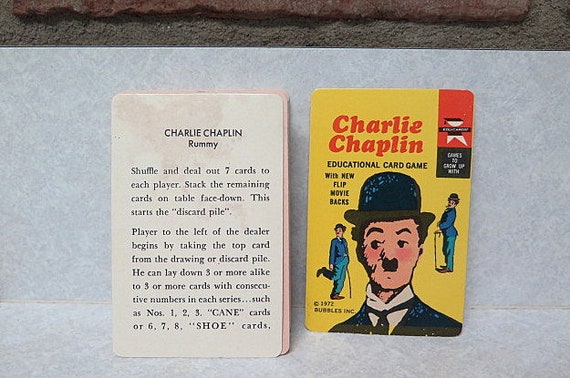 CHARLIE CHAPLIN
Rummy
Shuffle and deal out 7 cards to
each player. Stack the remaining
cards on table face-down. This
starts the "discard pile".
Player to the left of the dealer
begins by taking the top card
from the drawing or discard pile.
He can lay down 3 or more alike
to 3 or more cards with consecu-
tive numbers in each series...such
as Nos. 1, 2, 3. "CANE" cards
or 6, 7, 8, "SHOE" cards,
Charlie
Chaplin
EDUCATIONAL CARD GAME
With NEW
FLIP
MOVIE
BACKS
© 1972
BUBBLES INC.
ED-U-CARDS
GAMES
TO
GROW UP
WITH